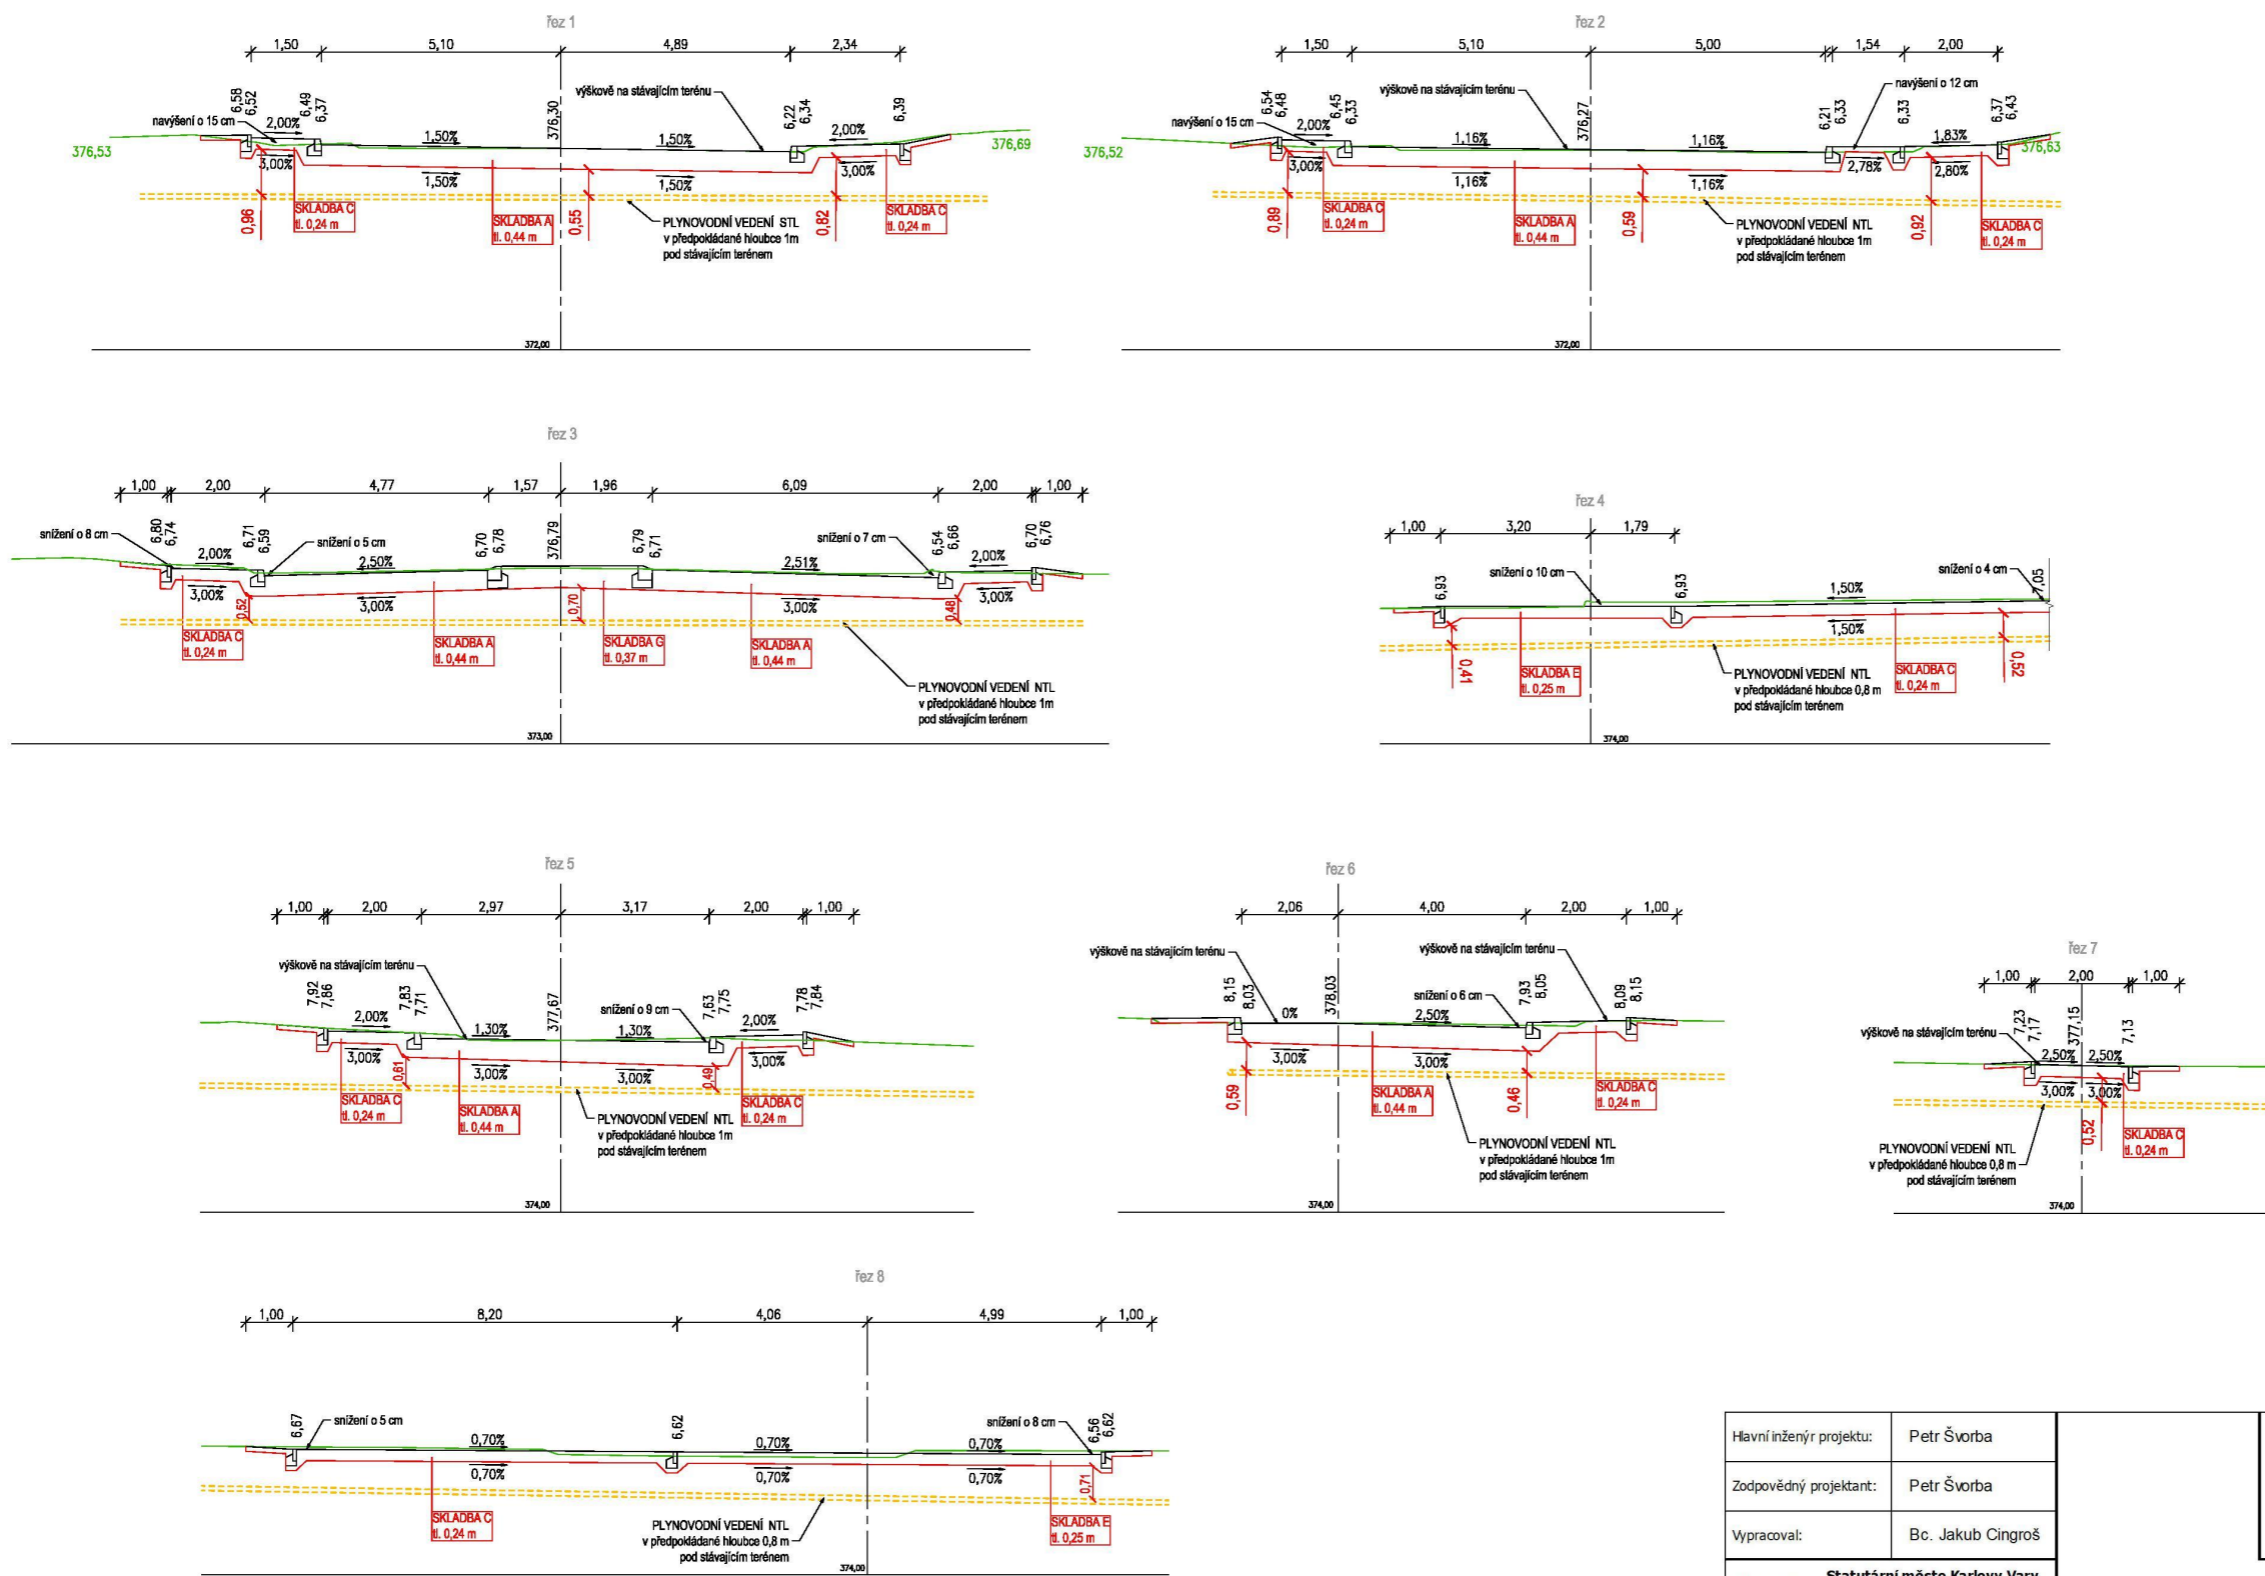 řez 1
1,50 5,10 4,89 2,34
6,58
6,52
6,49
6,37
376,30
6,22
6,34
6,39
výškově na stávajícím terénu
navýšení o 15 cm
2,00% 1,50% 1,50% 2,00%
376,53
376,69
3,00% 1,50% 1,50% 3,00%
0,96
SKLADBA C
tl. 0,24 m
SKLADBA A
tl. 0,44 m
0,55
0,82
SKLADBA C
tl. 0,24 m
PLYNOVODNÍ VEDENÍ STL
v předpokládané hloubce 1m
pod stávajícím terénem
372,00
řez 2
1,50 5,10 5,00 1,54 2,00
6,54
6,48
6,45
6,33
376,27
6,21
6,33
6,33
6,37
6,43
výškově na stávajícím terénu
navýšení o 12 cm
navýšení o 15 cm
2,00% 1,16% 1,16% 1,83%
376,52
376,63
3,00% 1,16% 1,16% 2,78% 2,80%
0,89
SKLADBA C
tl. 0,24 m
SKLADBA A
tl. 0,44 m
0,59
0,92
SKLADBA C
tl. 0,24 m
PLYNOVODNÍ VEDENÍ NTL
v předpokládané hloubce 1m
pod stávajícím terénem
372,00
řez 3
1,00 2,00 4,77 1,57 1,96 6,09 2,00 1,00
6,80
6,74
6,71
6,59
6,70
6,78
376,79
6,79
6,71
6,54
6,66
6,70
6,76
snížení o 8 cm
snížení o 5 cm
snížení o 7 cm
2,00% 2,50% 2,51% 2,00%
3,00% 3,00% 3,00% 3,00%
0,52
0,70
0,48
SKLADBA C
tl. 0,24 m
SKLADBA A
tl. 0,44 m
SKLADBA G
tl. 0,37 m
SKLADBA A
tl. 0,44 m
PLYNOVODNÍ VEDENÍ NTL
v předpokládané hloubce 1m
pod stávajícím terénem
373,00
řez 4
1,00 3,20 1,79
6,93
6,93
7,05
snížení o 10 cm
snížení o 4 cm
1,50%
1,50%
0,41
SKLADBA E
tl. 0,25 m
SKLADBA C
tl. 0,24 m
0,52
PLYNOVODNÍ VEDENÍ NTL
v předpokládané hloubce 0,8 m
pod stávajícím terénem
374,00
řez 5
1,00 2,00 2,97 3,17 2,00 1,00
výškově na stávajícím terénu
7,92
7,86
7,83
7,71
377,67
7,63
7,75
7,78
7,84
snížení o 9 cm
2,00% 1,30% 1,30% 2,00%
3,00% 3,00% 3,00% 3,00%
0,61
0,49
SKLADBA C
tl. 0,24 m
SKLADBA A
tl. 0,44 m
SKLADBA C
tl. 0,24 m
PLYNOVODNÍ VEDENÍ NTL
v předpokládané hloubce 1m
pod stávajícím terénem
374,00
řez 6
2,06 4,00 2,00 1,00
výškově na stávajícím terénu
výškově na stávajícím terénu
8,15
8,03
378,03
7,93
8,05
8,09
8,15
snížení o 6 cm
0% 2,50%
3,00% 3,00%
0,59
SKLADBA A
tl. 0,44 m
0,46
SKLADBA C
tl. 0,24 m
PLYNOVODNÍ VEDENÍ NTL
v předpokládané hloubce 1m
pod stávajícím terénem
374,00
řez 7
1,00 2,00 1,00
7,23
7,17
377,15
7,13
výškově na stávajícím terénu
2,50% 2,50%
3,00% 3,00%
0,52
SKLADBA C
tl. 0,24 m
PLYNOVODNÍ VEDENÍ NTL
v předpokládané hloubce 0,8 m
pod stávajícím terénem
374,00
řez 8
1,00 8,20 4,06 4,99 1,00
6,67
6,62
6,56
6,62
snížení o 5 cm
snížení o 8 cm
0,70% 0,70% 0,70%
0,70% 0,70% 0,70%
0,71
SKLADBA C
tl. 0,24 m
SKLADBA E
tl. 0,25 m
PLYNOVODNÍ VEDENÍ NTL
v předpokládané hloubce 0,8 m
pod stávajícím terénem
374,00
Hlavní inženýr projektu: Petr Švorba
Zodpovědný projektant: Petr Švorba
Vypracoval: Bc. Jakub Cingroš
Statutární město Karlovy Vary